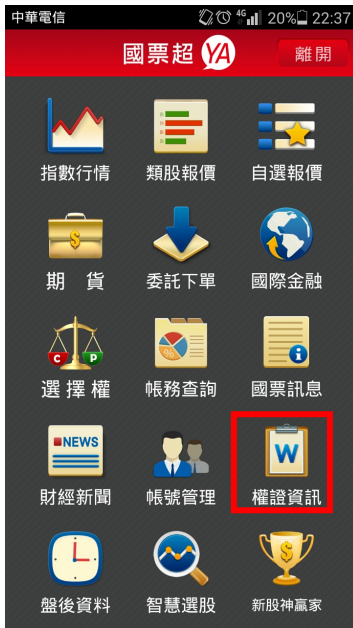 中華電信 4G 20% 22:37
國票超 YA 離開
指數行情 類股報價 自選報價
$
期 貨 委託下單 國際金融
C P %
選擇權 帳務查詢 國票訊息
NEWS W
財經新聞 帳號管理 權證資訊
$
盤後資料 智慧選股 新股神贏家